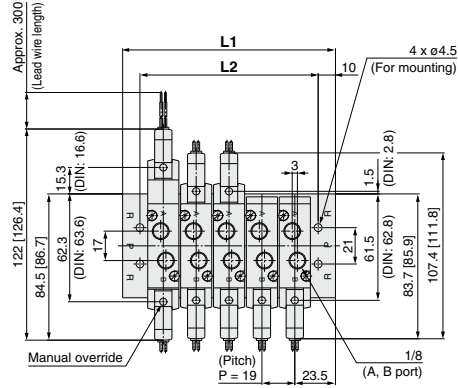 Approx. 300
(Lead wire length)
L1
L2
10
4 x ø4.5
(For mounting)
122 [126.4]
84.5 [86.7]
15.3
(DIN: 16.6)
62.3
(DIN: 63.6)
17
3
(DIN: 2.8)
1.5
21
61.5
(DIN: 62.8)
83.7 [85.9]
107.4 [111.8]
R
P
R
R
P
R
A
A
A
A
A
B
B
B
B
B
Manual override
(Pitch)
P = 19
23.5
1/8
(A, B port)